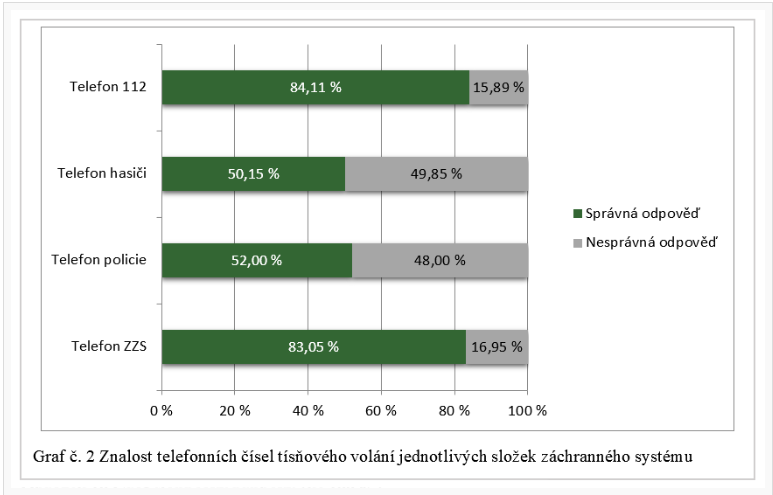 Telefon 112
84,11 %
15,89 %
Telefon hasiči
50,15 %
49,85 %
Telefon policie
52,00 %
48,00 %
Telefon ZZS
83,05 %
16,95 %
0 %
20 %
40 %
60 %
80 %
100 %
Správná odpověď
Nesprávná odpověď
Graf č. 2 Znalost telefonních čísel tísňového volání jednotlivých složek záchranného systému